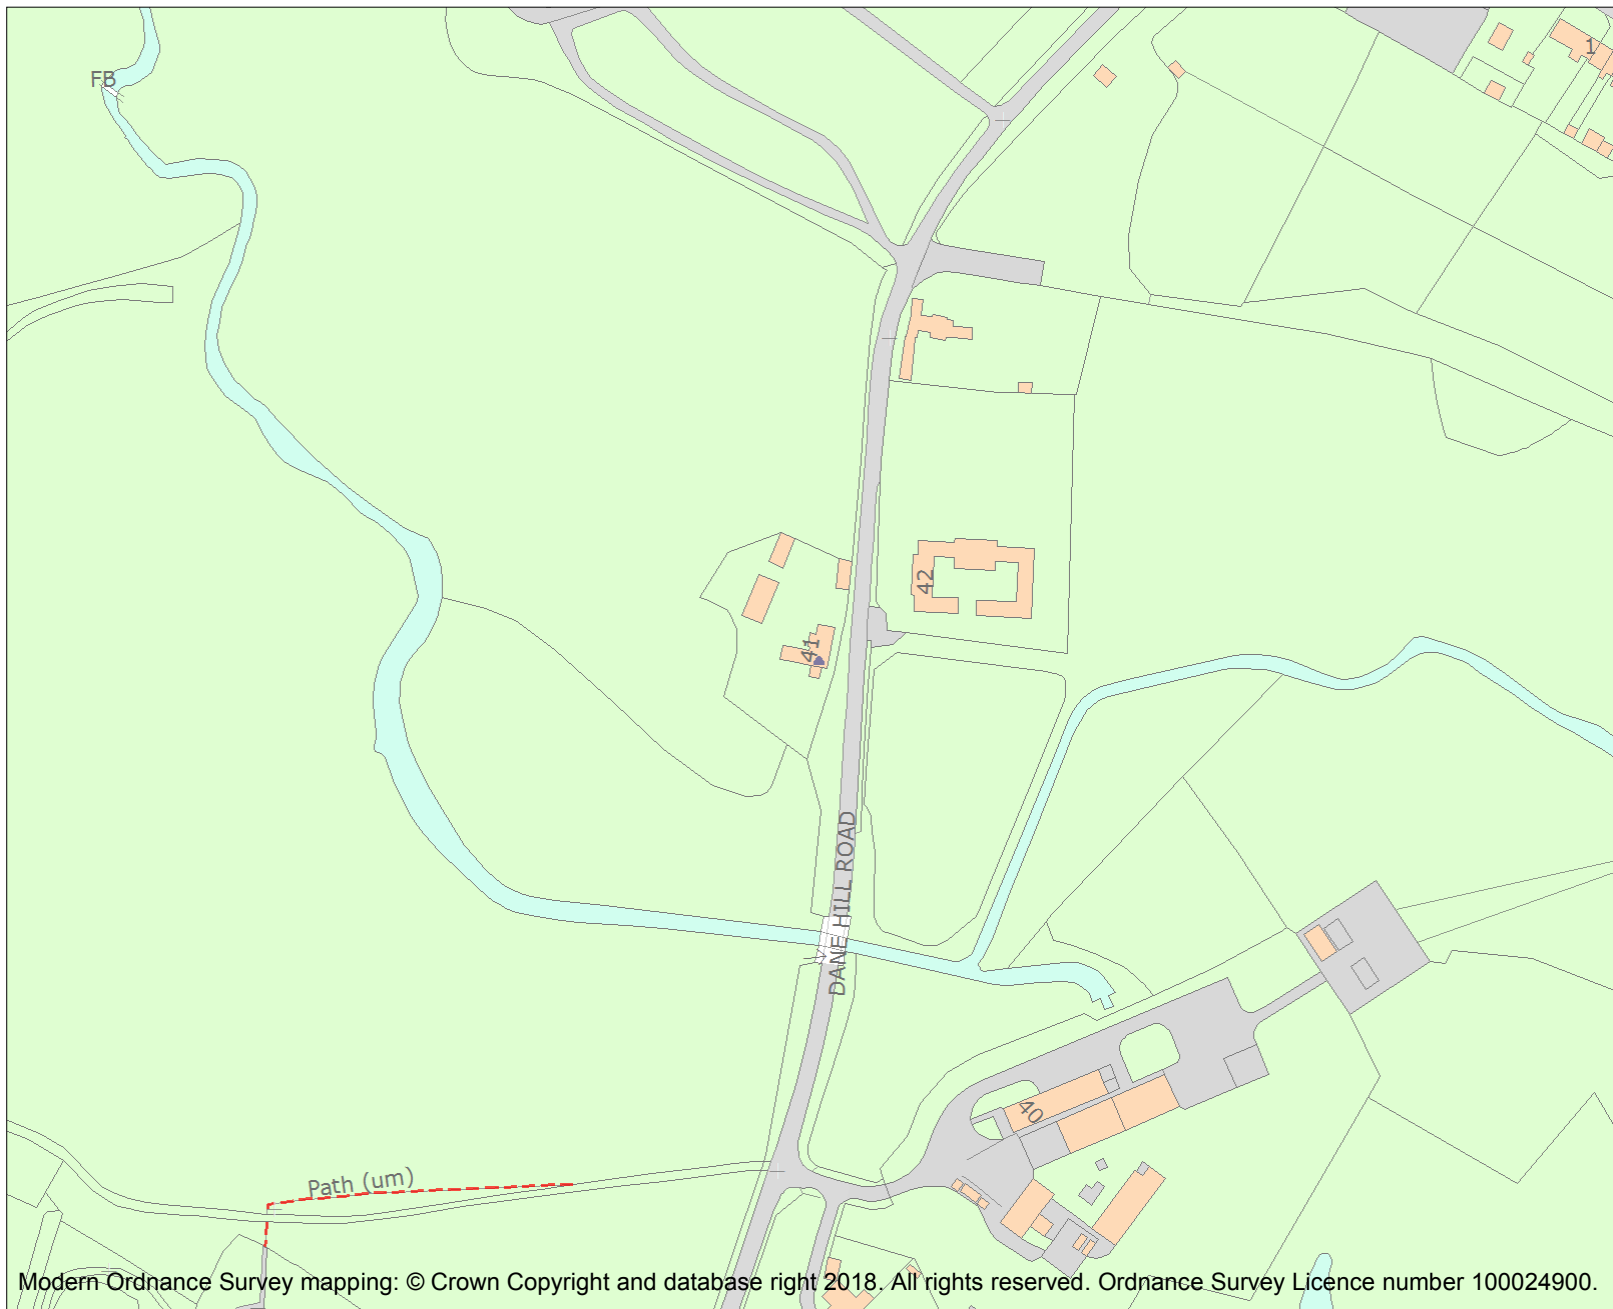 1
FB
42
41
DANE HILL ROAD
40
Path (um)
Modern Ordnance Survey mapping: © Crown Copyright and database right 2018. All rights reserved. Ordnance Survey Licence number 100024900.